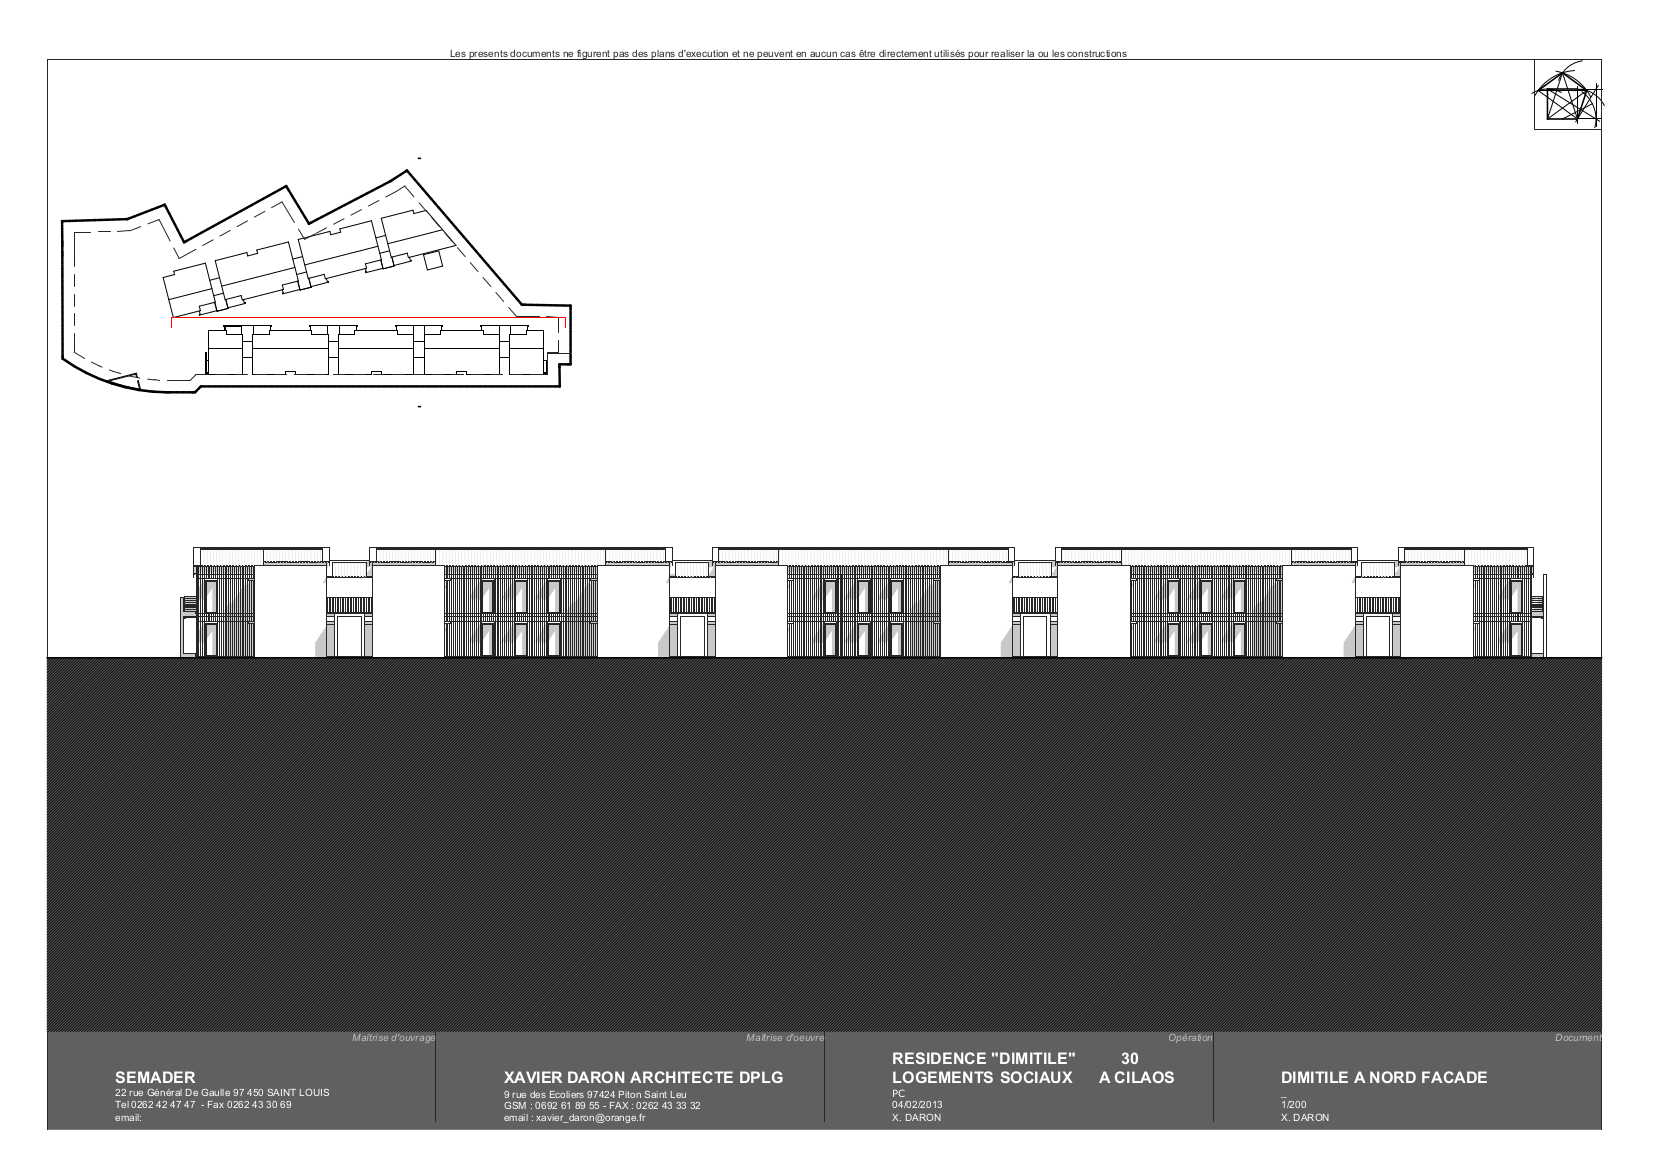 Les presents documents ne figurent pas des plans d'execution et ne peuvent en aucun cas être directement utilisés pour realiser la ou les constructions
Maîtrise d'ouvrage
SEMADER
22 rue Général De Gaulle 97 450 SAINT LOUIS
Tel 0262 42 47 47 - Fax 0262 43 30 69
email:
Maîtrise d'oeuvre
XAVIER DARON ARCHITECTE DPLG
9 rue des Ecoliers 97424 Piton Saint Leu
GSM : 0692 61 89 55 - FAX : 0262 43 33 32
email : xavier_daron@orange.fr
Opération
RESIDENCE "DIMITILE" 30
LOGEMENTS SOCIAUX A CILAOS
PC
04/02/2013
X. DARON
Document
DIMITILE A NORD FACADE
_
1/200
X. DARON